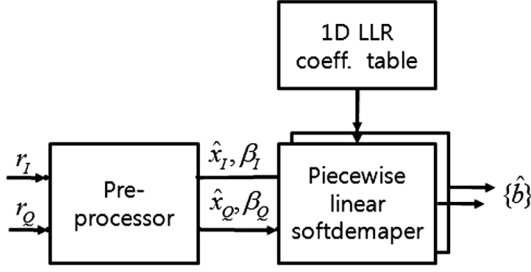 1D LLR
coeff. table
r_I
r_Q
Pre-
processor
x̂_I, β_I
x̂_Q, β_Q
Piecewise
linear
softdemaper
{b̂}